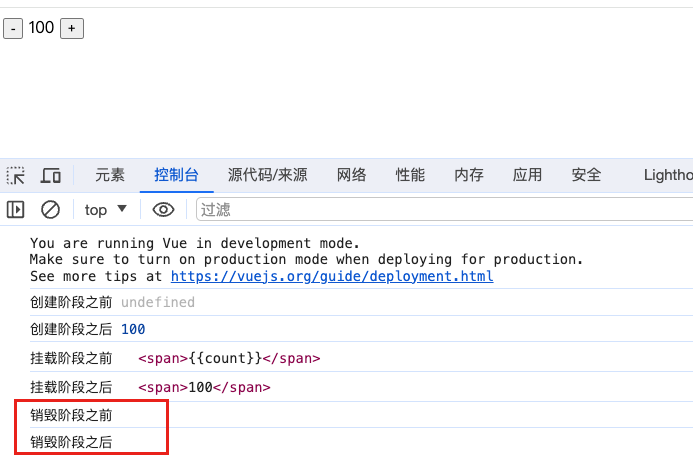 - 100 +
元素 控制台 源代码/来源 网络 性能 内存 应用 安全 Lightho
top ▼ 过滤
You are running Vue in development mode.
Make sure to turn on production mode when deploying for production.
See more tips at https://vuejs.org/guide/deployment.html
创建阶段之前 undefined
创建阶段之后 100
挂载阶段之前 <span>{{count}}</span>
挂载阶段之后 <span>100</span>
销毁阶段之前
销毁阶段之后